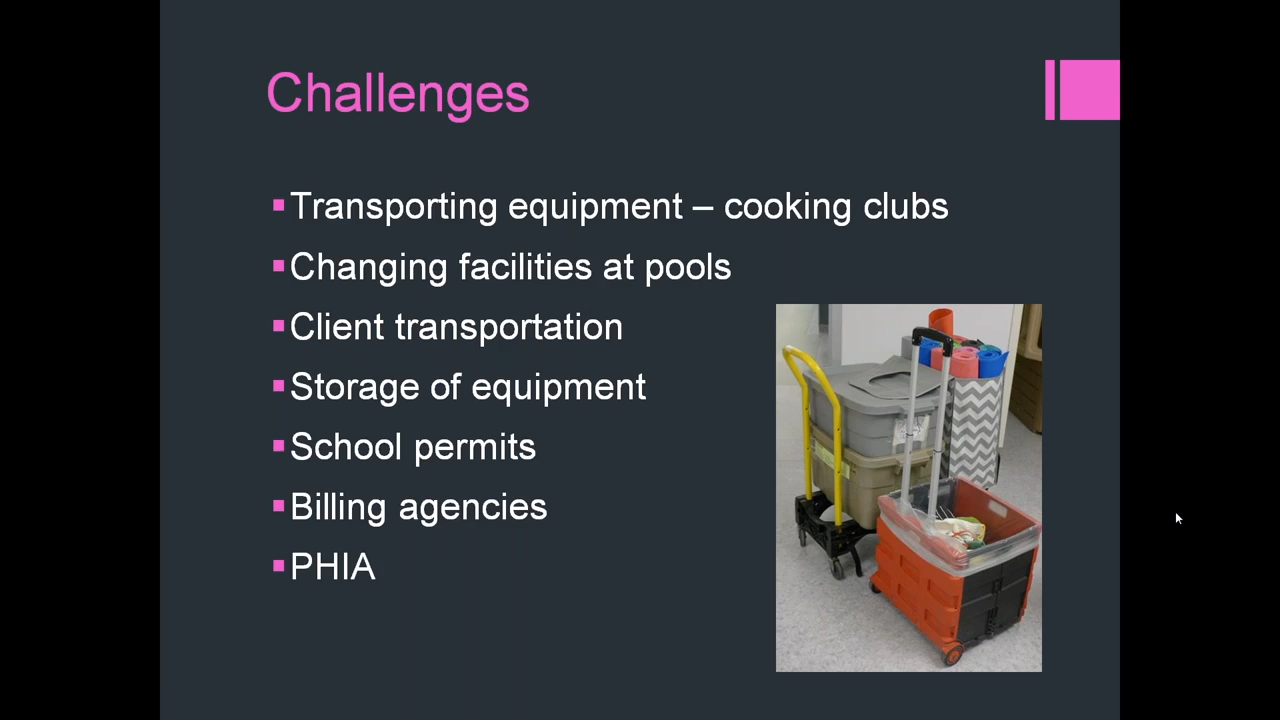 Challenges
Transporting equipment – cooking clubs
Changing facilities at pools
Client transportation
Storage of equipment
School permits
Billing agencies
PHIA